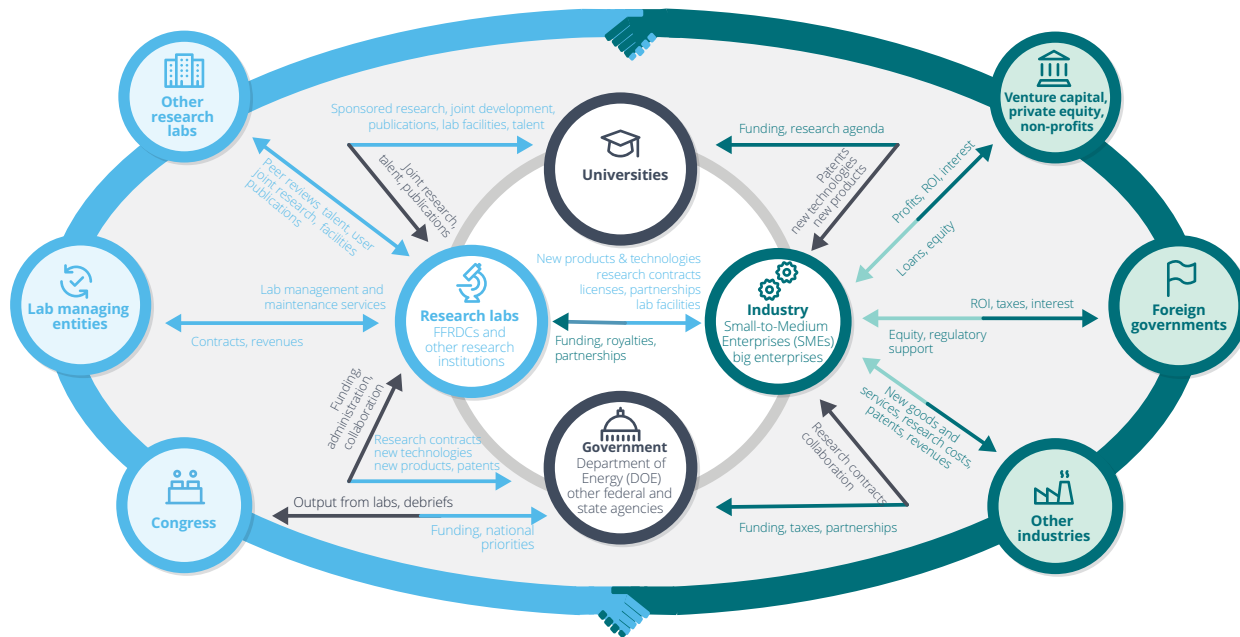 Other
research
labs
Sponsored research, joint development,
publications, lab facilities, talent
Universities
Funding, research agenda
Venture capital,
private equity,
non-profits
Peer reviews talent, user
joint research, facilities
publications
Joint research,
talent, publications
Patents
new technologies
new products
Profits, ROI, interest
Loans, equity
Lab managing
entities
Lab management and
maintenance services
Contracts, revenues
Research labs
FFRDCs and
other research
institutions
New products & technologies
research contracts
licenses, partnerships
lab facilities
Funding, royalties,
partnerships
Industry
Small-to-Medium
Enterprises (SMEs)
big enterprises
ROI, taxes, interest
Equity, regulatory
support
Foreign
governments
Funding,
administration,
collaboration
Research contracts
new technologies
new products, patents
Government
Department of
Energy (DOE)
other federal and
state agencies
Research contracts
collaboration
New goods and
services, research costs,
patents, revenues
Congress
Output from labs, debriefs
Funding, national
priorities
Funding, taxes, partnerships
Other
industries